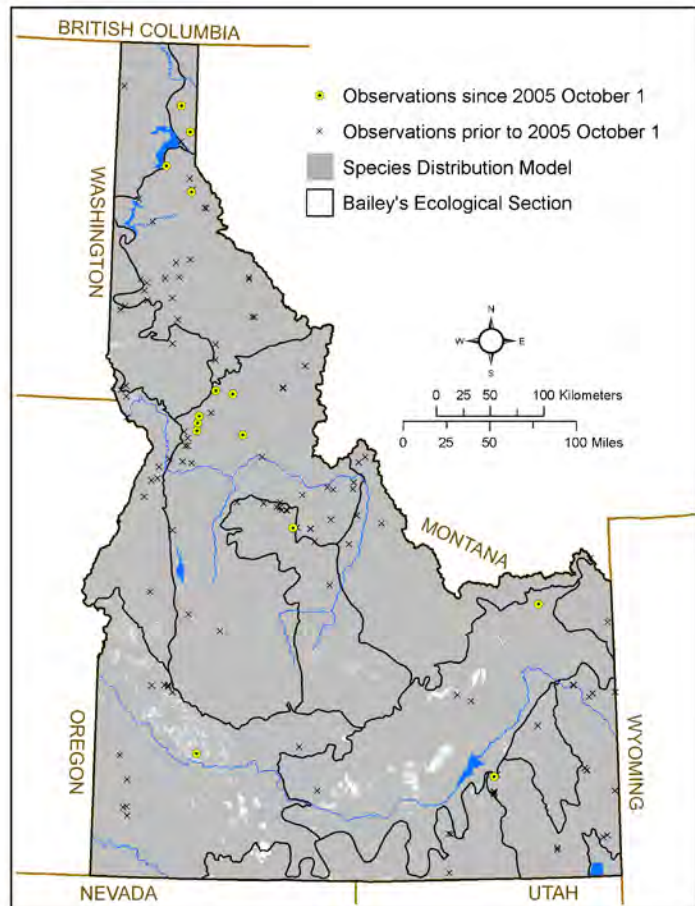 BRITISH COLUMBIA
Observations since 2005 October 1
Observations prior to 2005 October 1
Species Distribution Model
Bailey's Ecological Section
WASHINGTON
N
W E
S
0 25 50 100 Kilometers
0 25 50 100 Miles
MONTANA
OREGON
WYOMING
NEVADA
UTAH